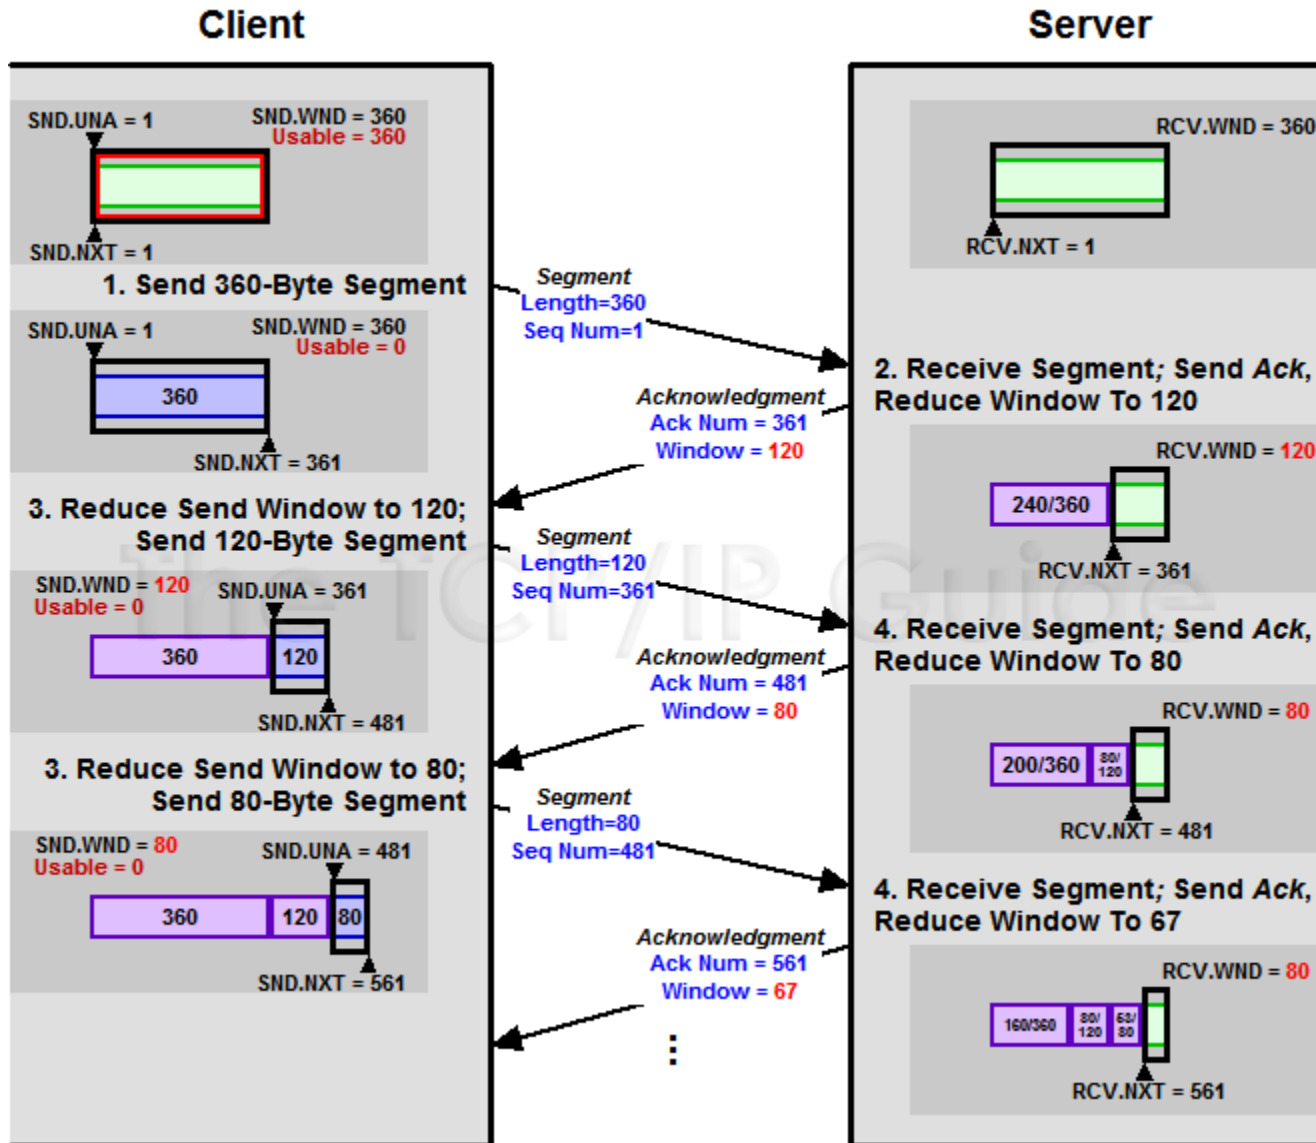 Client
Server
SND.UNA = 1
SND.WND = 360
Usable = 360
SND.NXT = 1
RCV.WND = 360
RCV.NXT = 1
1. Send 360-Byte Segment
Segment
Length=360
Seq Num=1
SND.UNA = 1
SND.WND = 360
Usable = 0
360
SND.NXT = 361
2. Receive Segment; Send Ack,
Reduce Window To 120
Acknowledgment
Ack Num = 361
Window = 120
RCV.WND = 120
240/360
RCV.NXT = 361
3. Reduce Send Window to 120;
Send 120-Byte Segment
Segment
Length=120
Seq Num=361
The TCP/IP Guide
SND.WND = 120
Usable = 0
SND.UNA = 361
360
120
SND.NXT = 481
4. Receive Segment; Send Ack,
Reduce Window To 80
Acknowledgment
Ack Num = 481
Window = 80
RCV.WND = 80
200/360
80/
120
RCV.NXT = 481
3. Reduce Send Window to 80;
Send 80-Byte Segment
Segment
Length=80
Seq Num=481
SND.WND = 80
Usable = 0
SND.UNA = 481
360
120
80
SND.NXT = 561
4. Receive Segment; Send Ack,
Reduce Window To 67
Acknowledgment
Ack Num = 561
Window = 67
RCV.WND = 80
160/360
80/
120
53/
80
RCV.NXT = 561